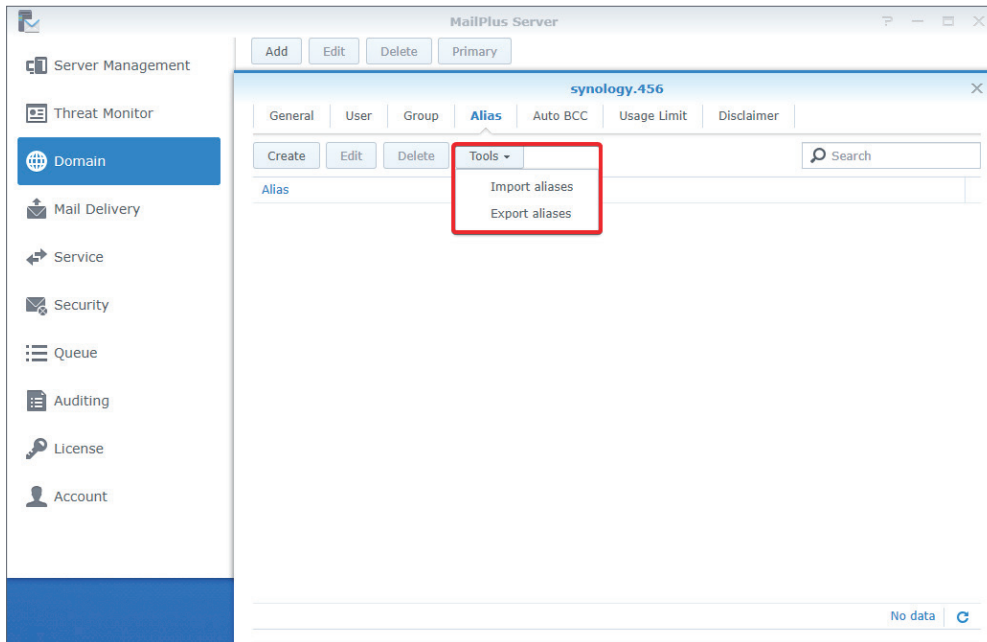 MailPlus Server
Server Management
Threat Monitor
Domain
Mail Delivery
Service
Security
Queue
Auditing
License
Account
Add Edit Delete Primary
synology.456
General User Group Alias Auto BCC Usage Limit Disclaimer
Create Edit Delete Tools Search
Alias
Import aliases
Export aliases
No data